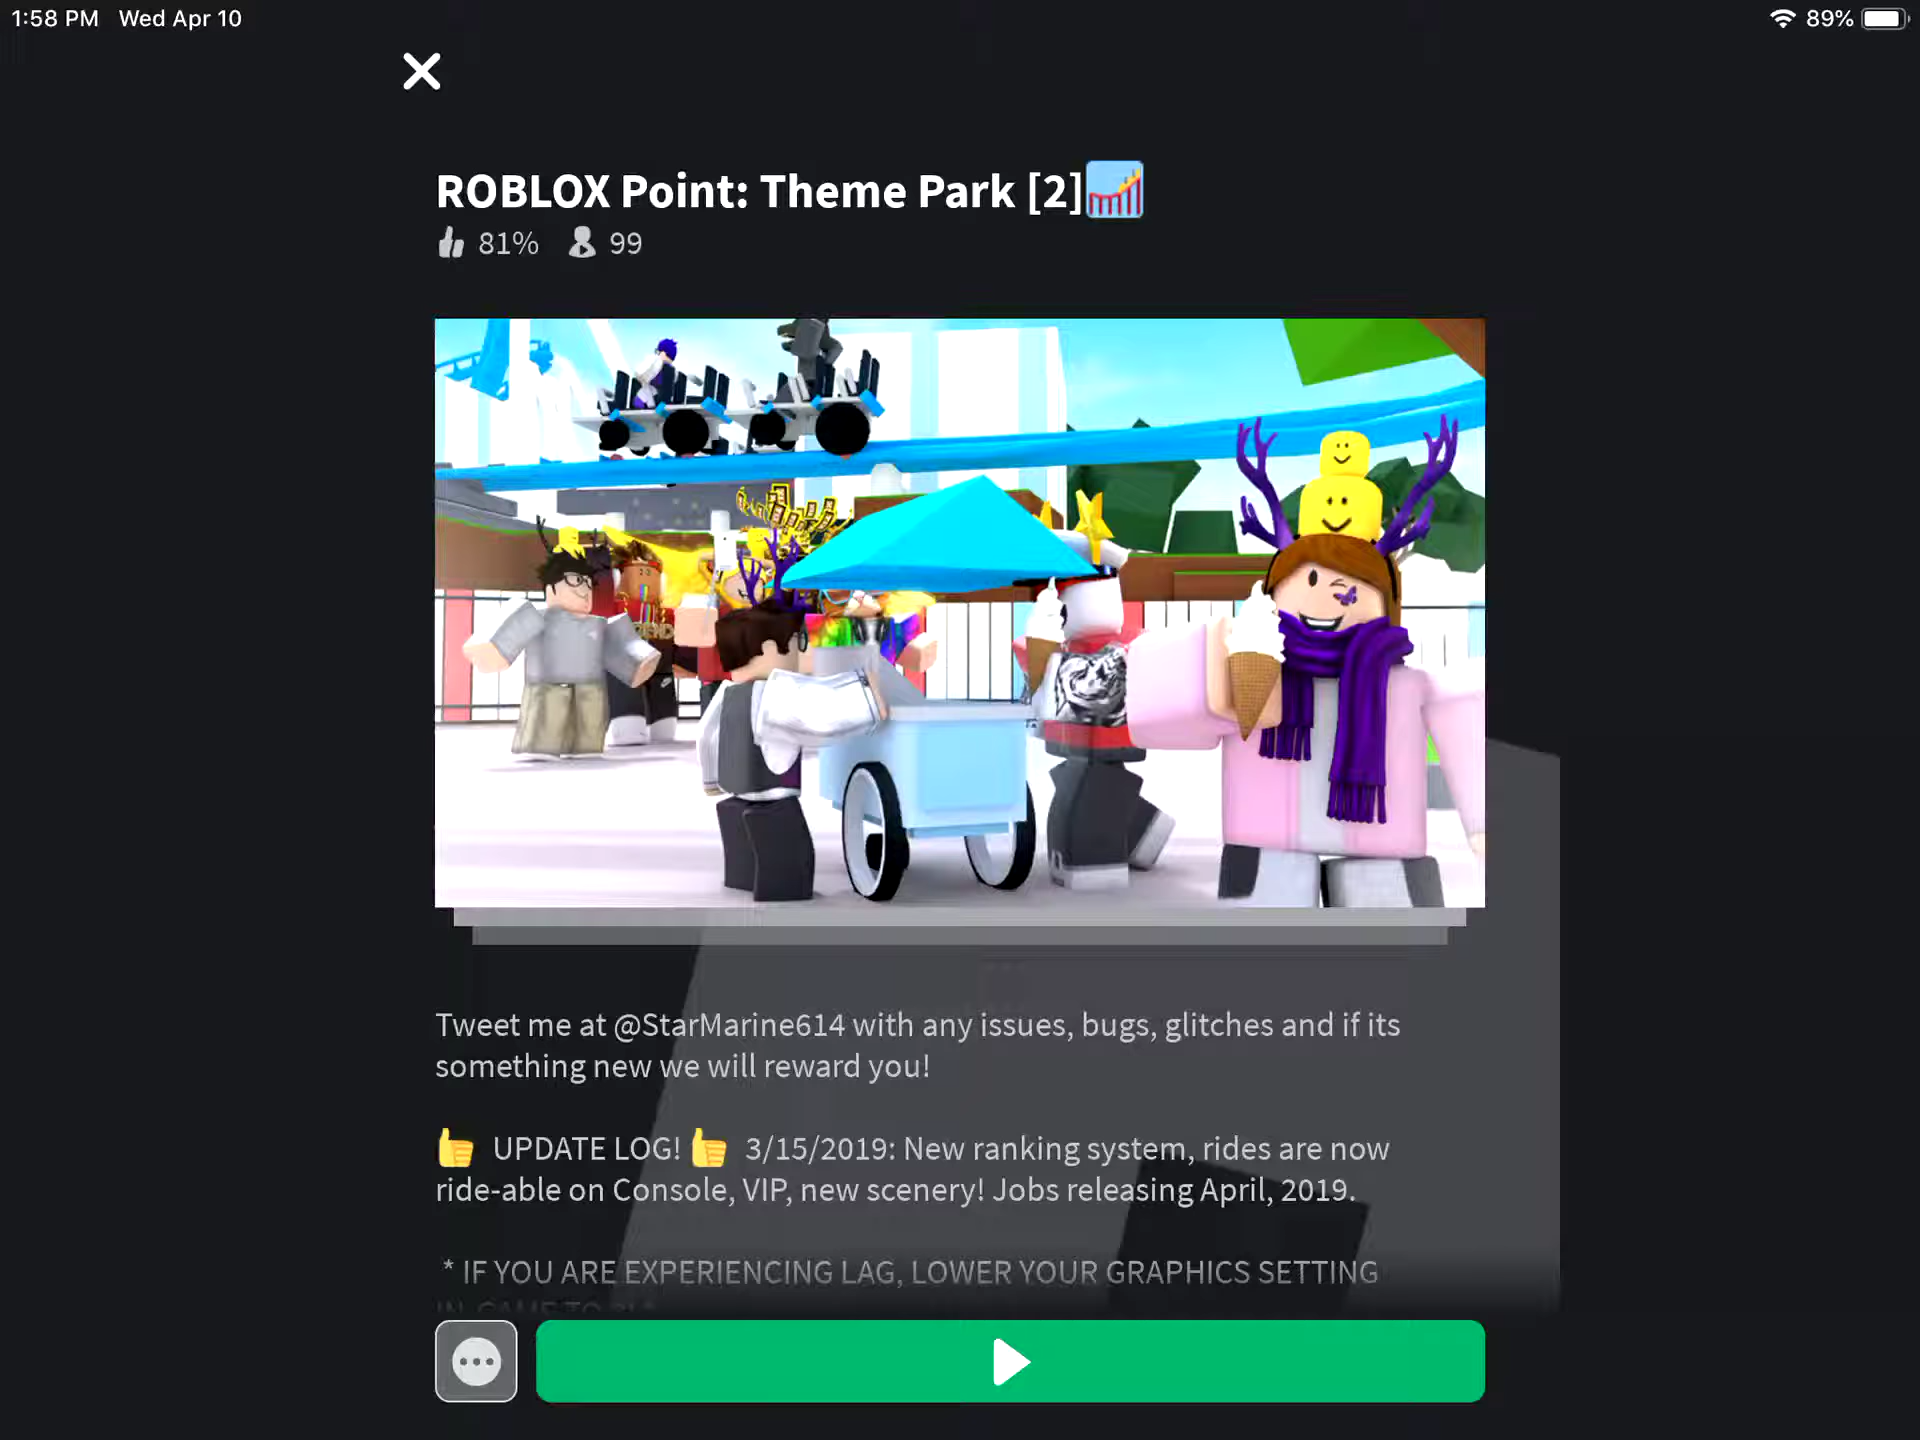 1:58 PM Wed Apr 10
89%
ROBLOX Point: Theme Park [2]
81% 99
Tweet me at @StarMarine614 with any issues, bugs, glitches and if its
something new we will reward you!
UPDATE LOG! 3/15/2019: New ranking system, rides are now
ride-able on Console, VIP, new scenery! Jobs releasing April, 2019.
* IF YOU ARE EXPERIENCING LAG, LOWER YOUR GRAPHICS SETTING